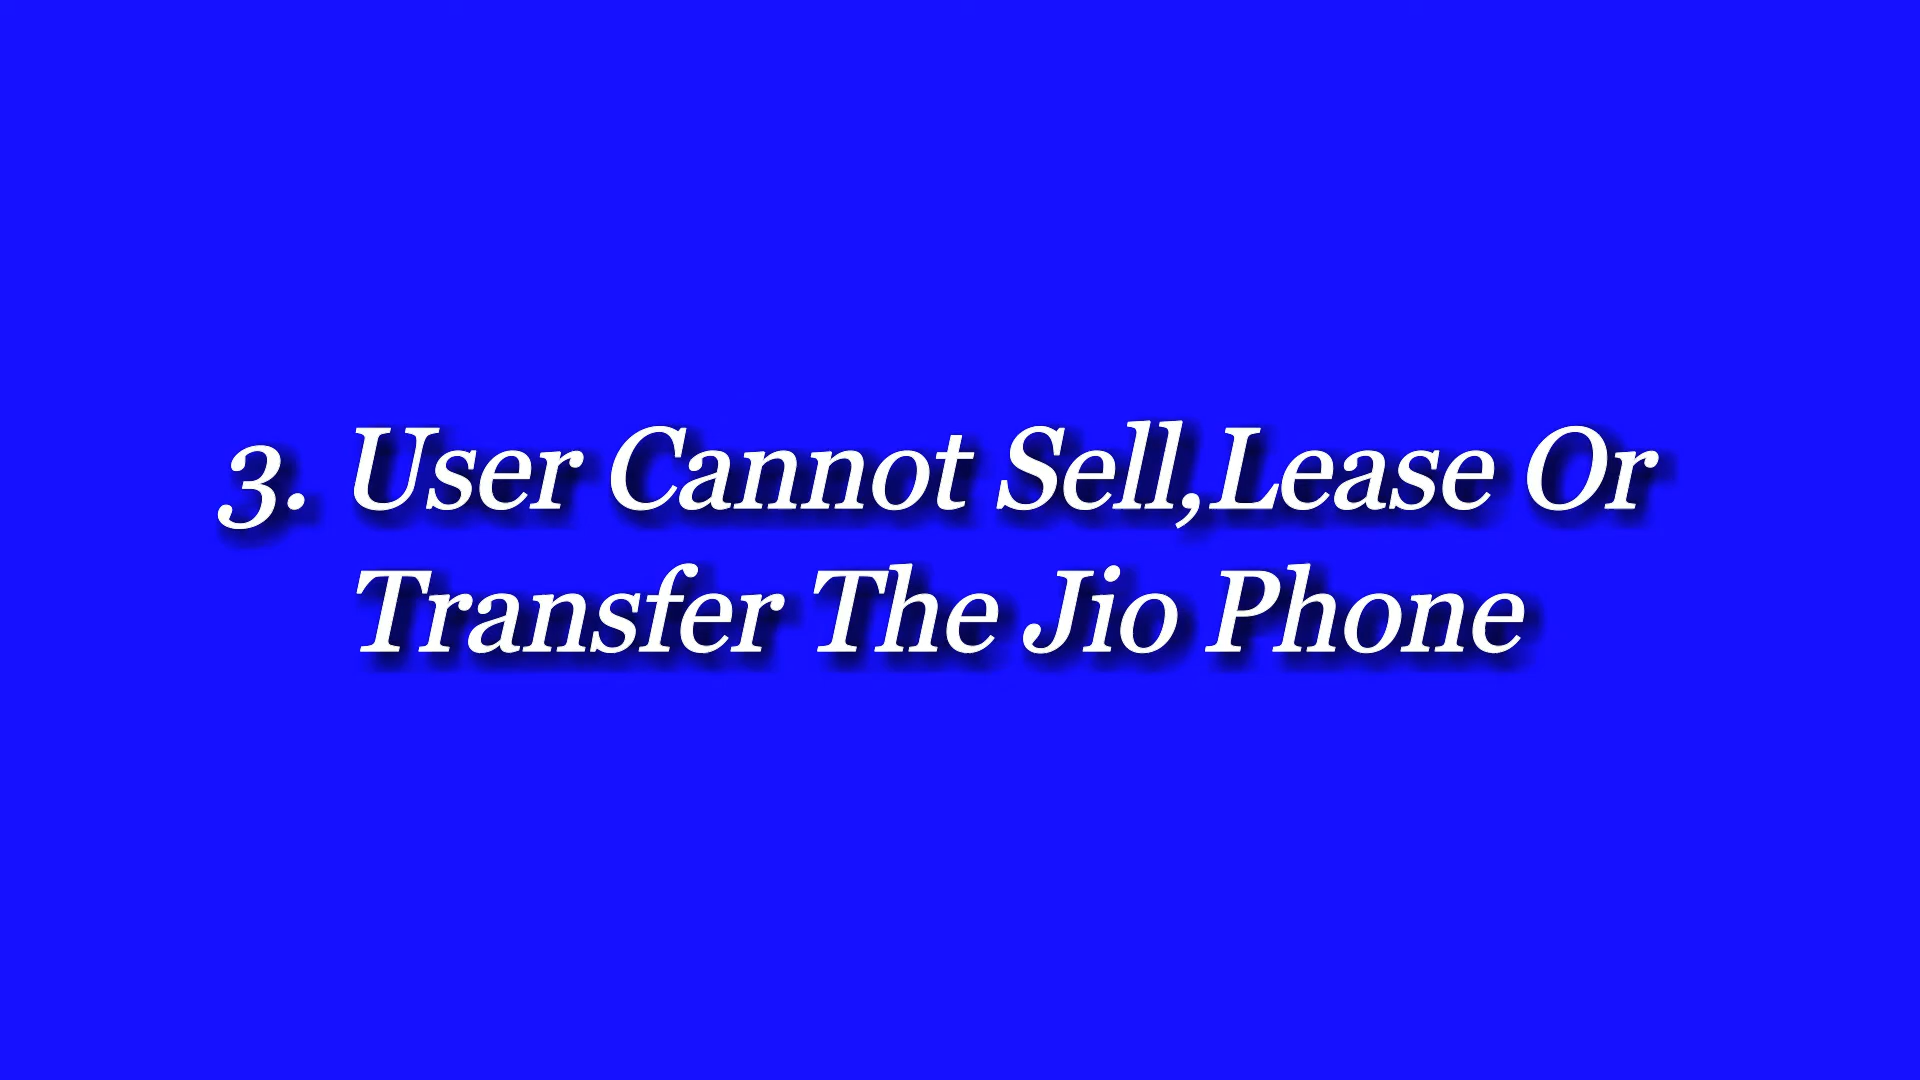 3. User Cannot Sell,Lease Or
Transfer The Jio Phone